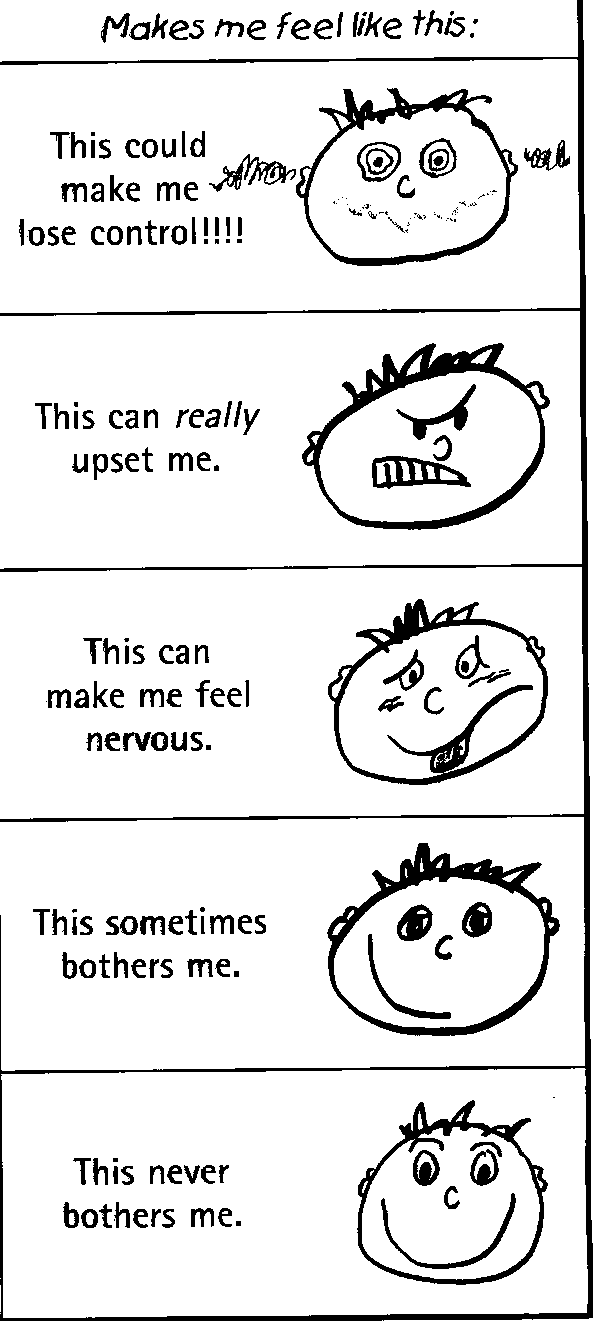 Makes me feel like this:
This could
make me
lose control!!!!
This can really
upset me.
This can
make me feel
nervous.
This sometimes
bothers me.
This never
bothers me.